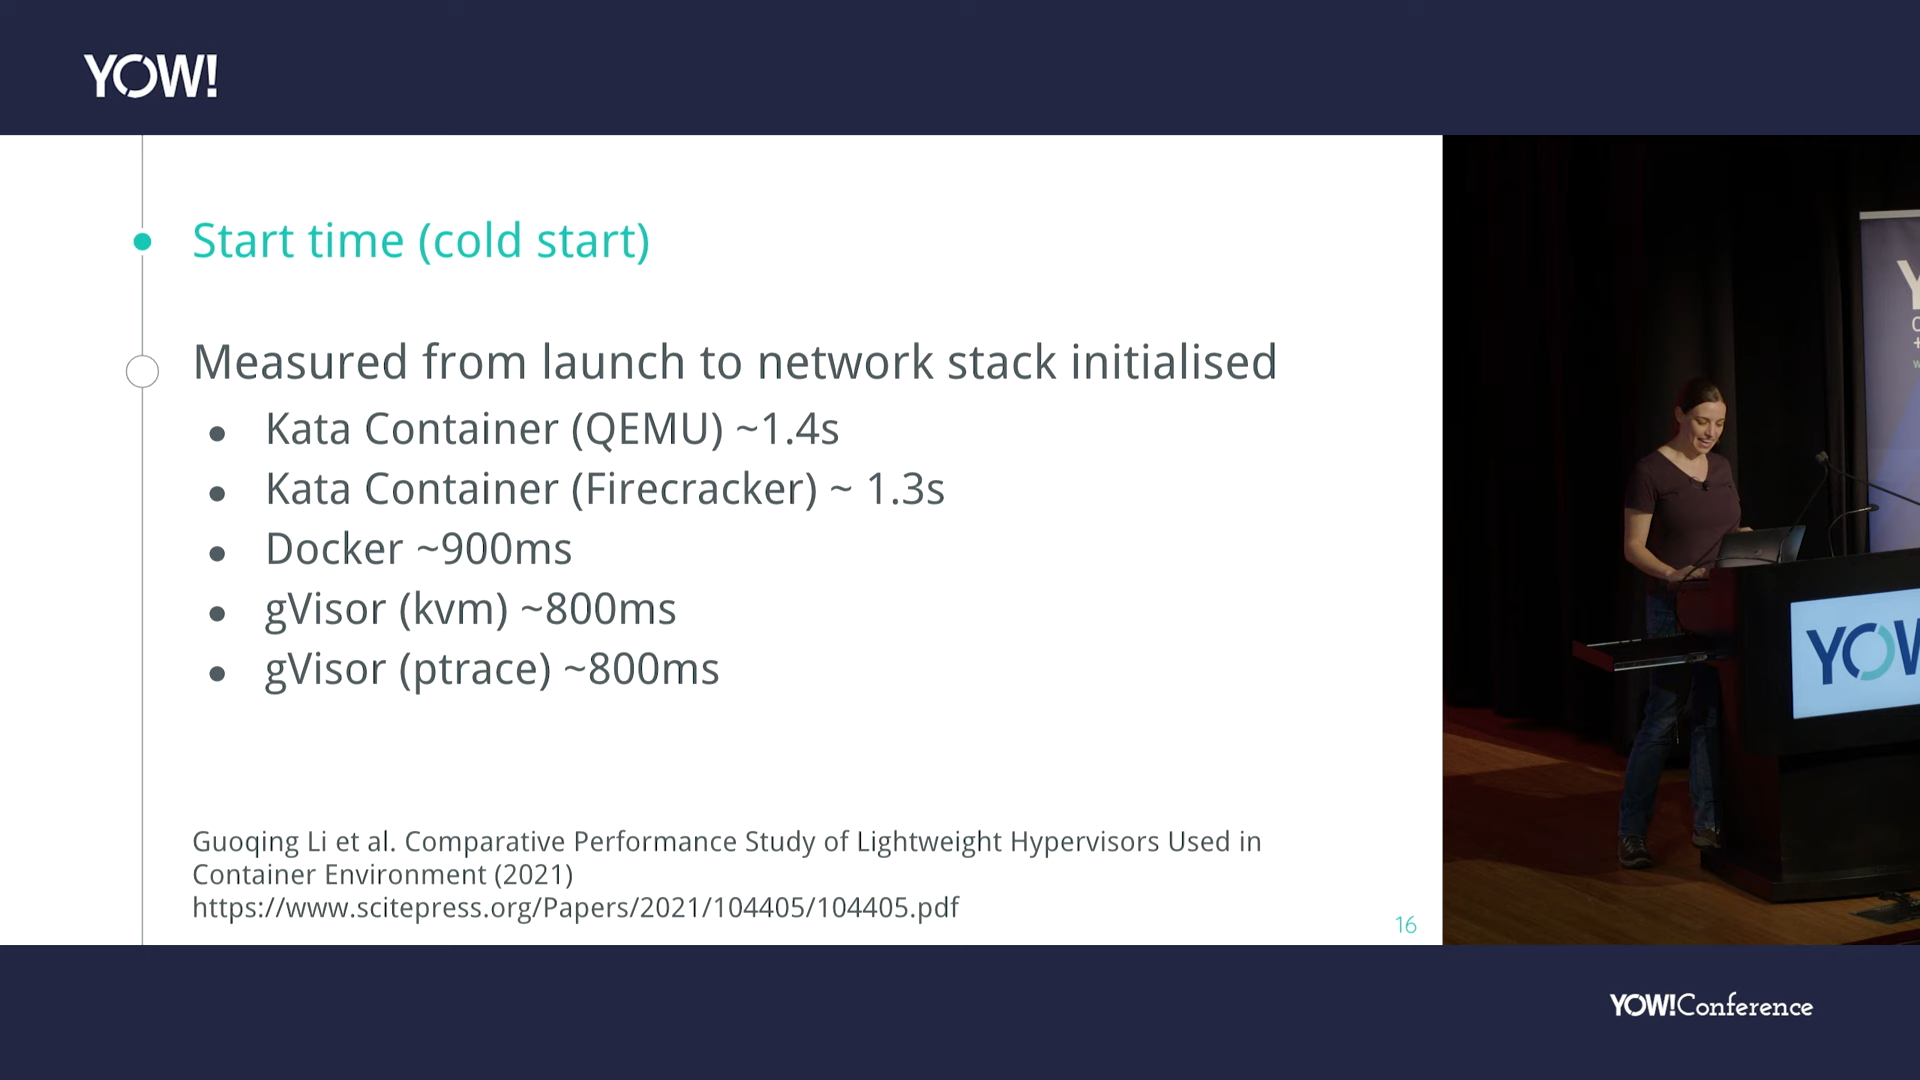 YOW!
Start time (cold start)
Measured from launch to network stack initialised
● Kata Container (QEMU) ~1.4s
● Kata Container (Firecracker) ~ 1.3s
● Docker ~900ms
● gVisor (kvm) ~800ms
● gVisor (ptrace) ~800ms
Guoqing Li et al. Comparative Performance Study of Lightweight Hypervisors Used in
Container Environment (2021)
https://www.scitepress.org/Papers/2021/104405/104405.pdf
16
YOW
YOW!Conference